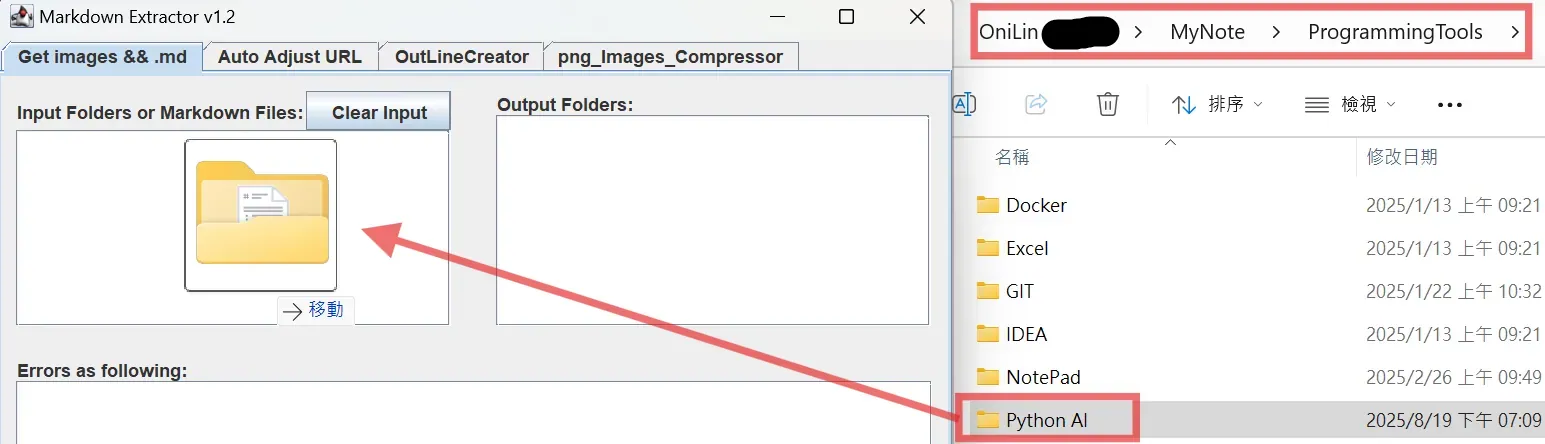 Markdown Extractor v1.2
Get images && .md
Auto Adjust URL
OutLineCreator
png_Images_Compressor
Input Folders or Markdown Files:
Clear Input
Output Folders:
移動
Errors as following:
OniLin > MyNote > ProgrammingTools >
排序
檢視
名稱
修改日期
Docker 2025/1/13 上午 09:21
Excel 2025/1/13 上午 09:21
GIT 2025/1/22 上午 10:32
IDEA 2025/1/13 上午 09:21
NotePad 2025/2/26 上午 09:49
Python AI 2025/8/19 下午 07:09